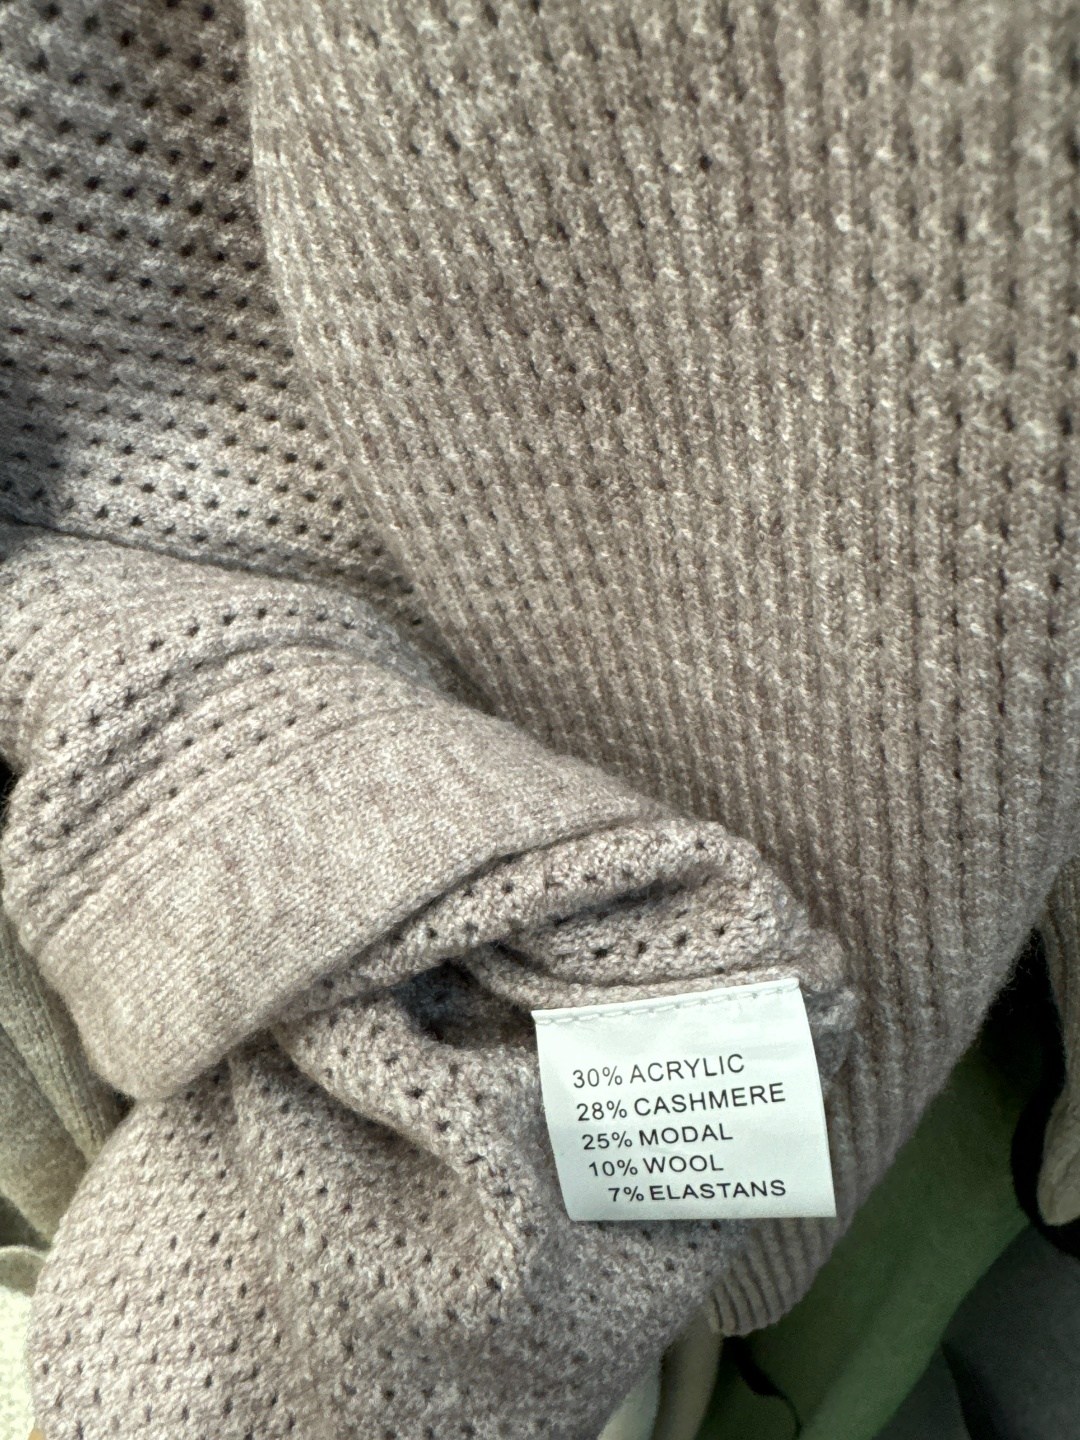 30% ACRYLIC
28% CASHMERE
25% MODAL
10% WOOL
7% ELASTANS